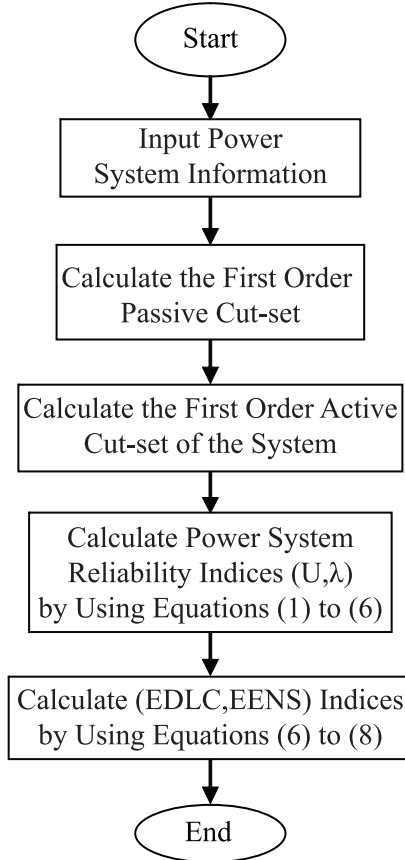 Start
Input Power
System Information
Calculate the First Order
Passive Cut-set
Calculate the First Order Active
Cut-set of the System
Calculate Power System
Reliability Indices (U,λ)
by Using Equations (1) to (6)
Calculate (EDLC,EENS) Indices
by Using Equations (6) to (8)
End